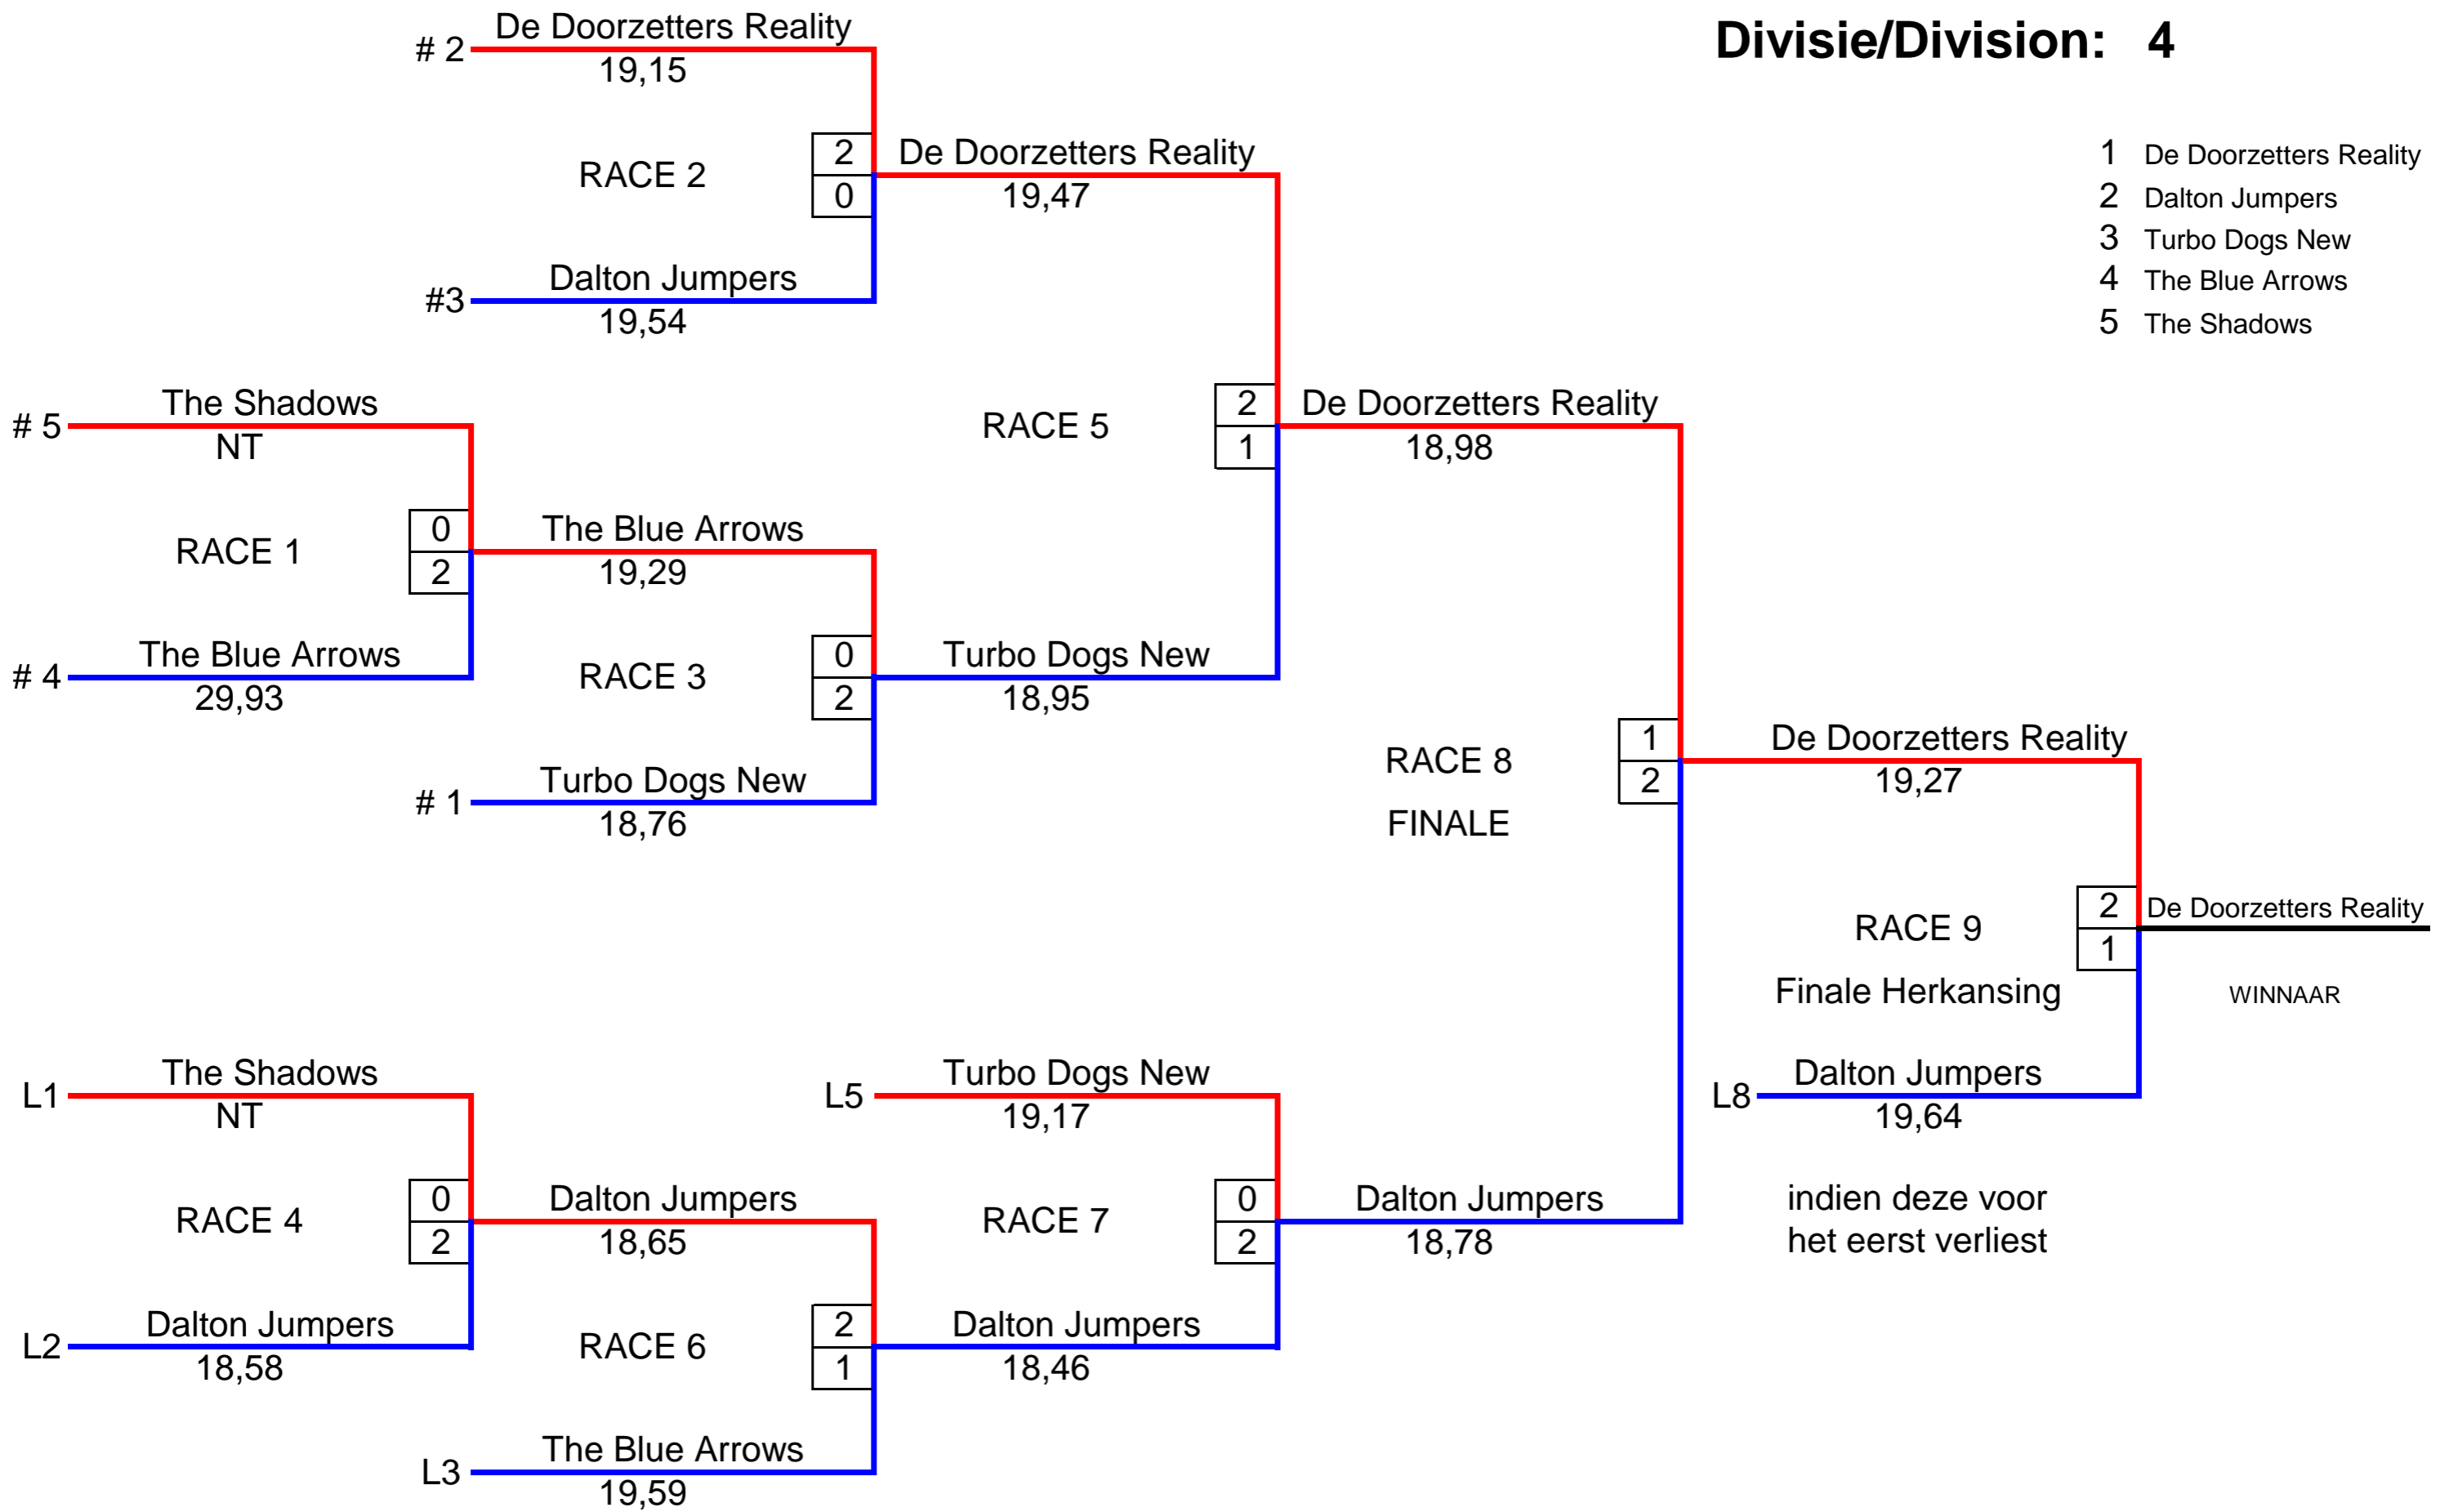 Divisie/Division: 4
1 De Doorzetters Reality
2 Dalton Jumpers
3 Turbo Dogs New
4 The Blue Arrows
5 The Shadows
# 2
De Doorzetters Reality
19,15
RACE 2
2
0
#3
Dalton Jumpers
19,54
De Doorzetters Reality
19,47
# 5
The Shadows
NT
RACE 1
0
2
# 4
The Blue Arrows
29,93
The Blue Arrows
19,29
RACE 3
0
2
# 1
Turbo Dogs New
18,76
Turbo Dogs New
18,95
RACE 5
2
1
De Doorzetters Reality
18,98
RACE 8
FINALE
1
2
De Doorzetters Reality
19,27
RACE 9
Finale Herkansing
2
1
De Doorzetters Reality
WINNAAR
L8
Dalton Jumpers
19,64
indien deze voor
het eerst verliest
L1
The Shadows
NT
RACE 4
0
2
L2
Dalton Jumpers
18,58
Dalton Jumpers
18,65
RACE 6
2
1
L3
The Blue Arrows
19,59
L5
Turbo Dogs New
19,17
RACE 7
0
2
Dalton Jumpers
18,46
Dalton Jumpers
18,78